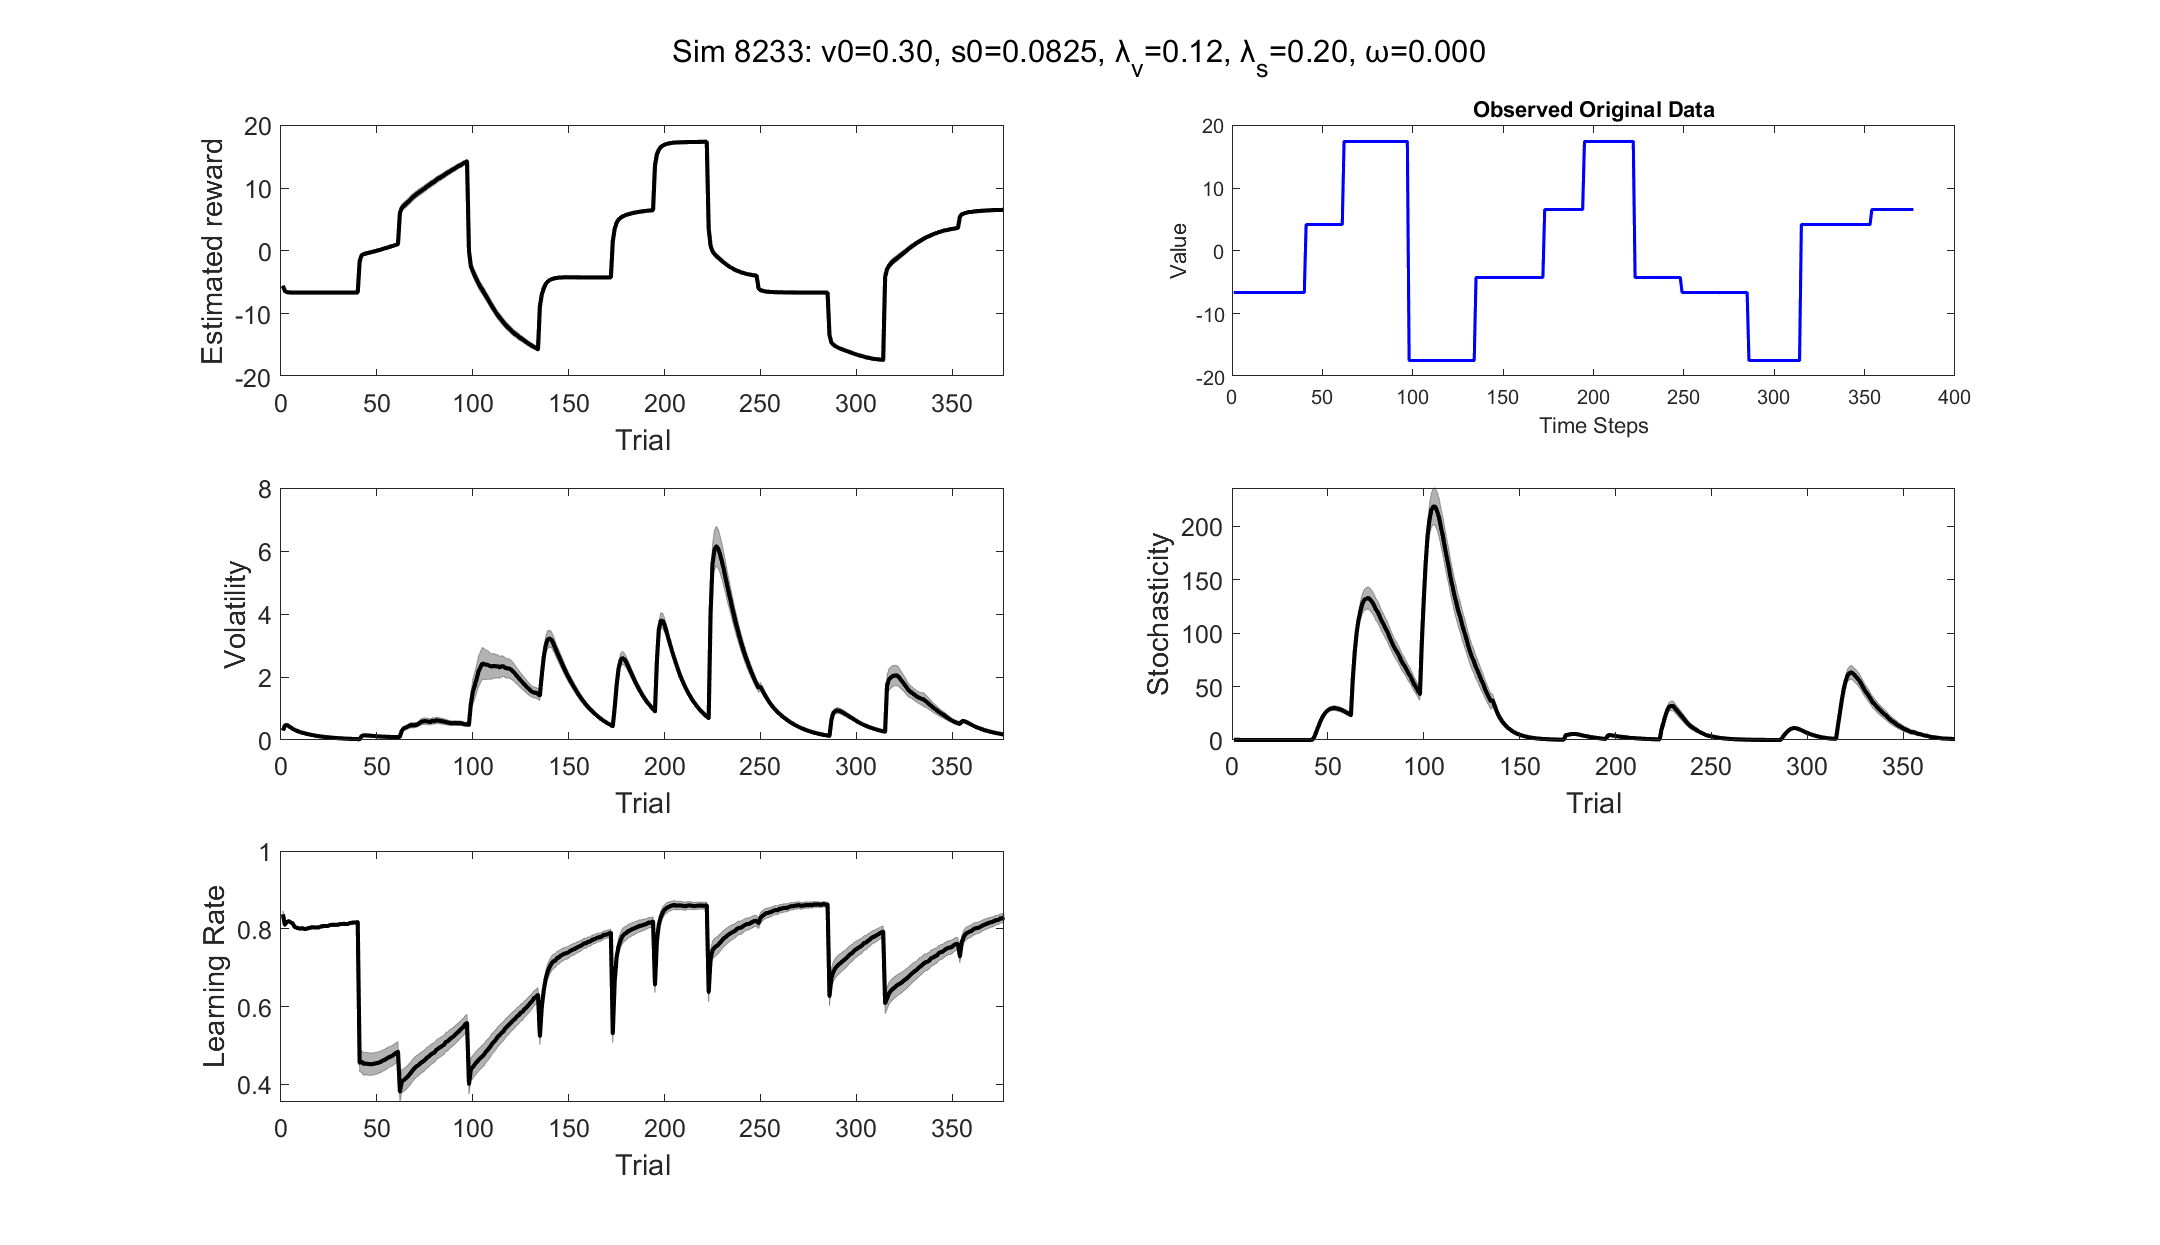 Sim 8233: v0=0.30, s0=0.0825, λv=0.12, λs=0.20, ω=0.000
20
10
0
-10
-20
Estimated reward
0 50 100 150 200 250 300 350
Trial
Observed Original Data
20
10
0
-10
-20
Value
0 50 100 150 200 250 300 350 400
Time Steps
8
6
4
2
0
Volatility
0 50 100 150 200 250 300 350
Trial
200
150
100
50
0
Stochasticity
0 50 100 150 200 250 300 350
Trial
1
0.8
0.6
0.4
Learning Rate
0 50 100 150 200 250 300 350
Trial